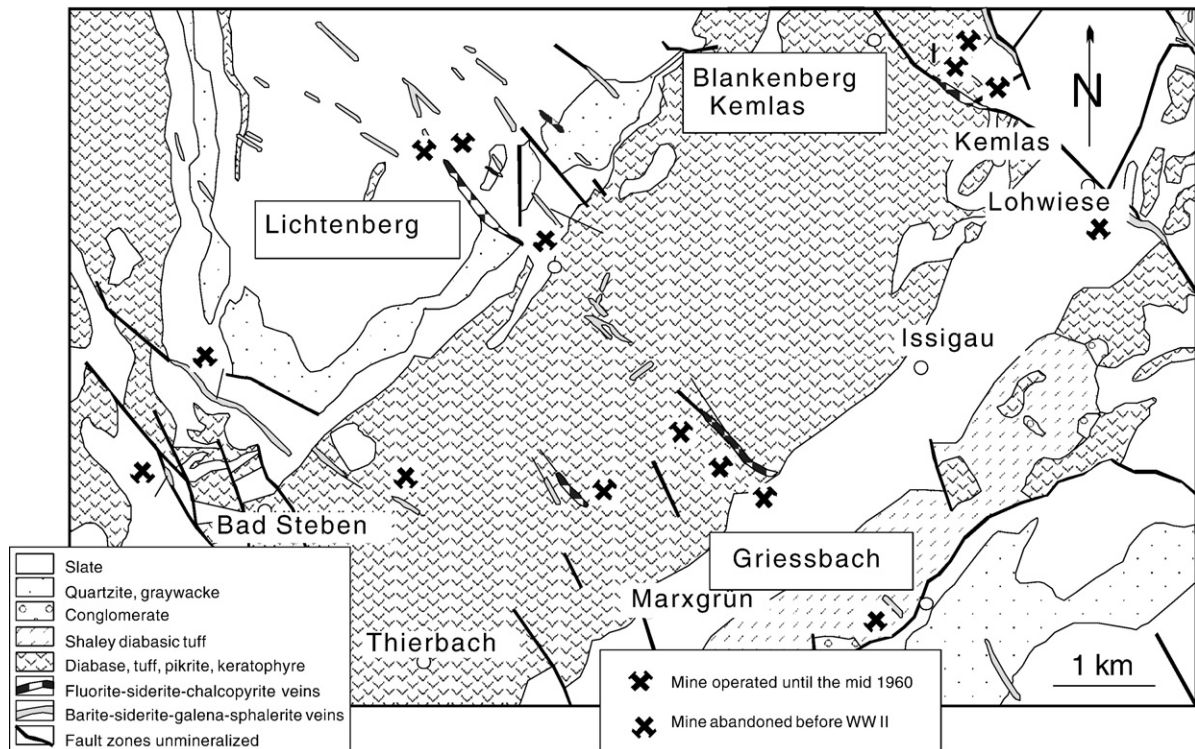 Blankenberg
Kemlas
N
Kemlas
Lohwiese
Lichtenberg
Issigau
Bad Steben
Griessbach
Marxgrün
Thierbach
1 km
Slate
Quartzite, graywacke
Conglomerate
Shaley diabasic tuff
Diabase, tuff, pikrite, keratophyre
Fluorite-siderite-chalcopyrite veins
Barite-siderite-galena-sphalerite veins
Fault zones unmineralized
Mine operated until the mid 1960
Mine abandoned before WW II